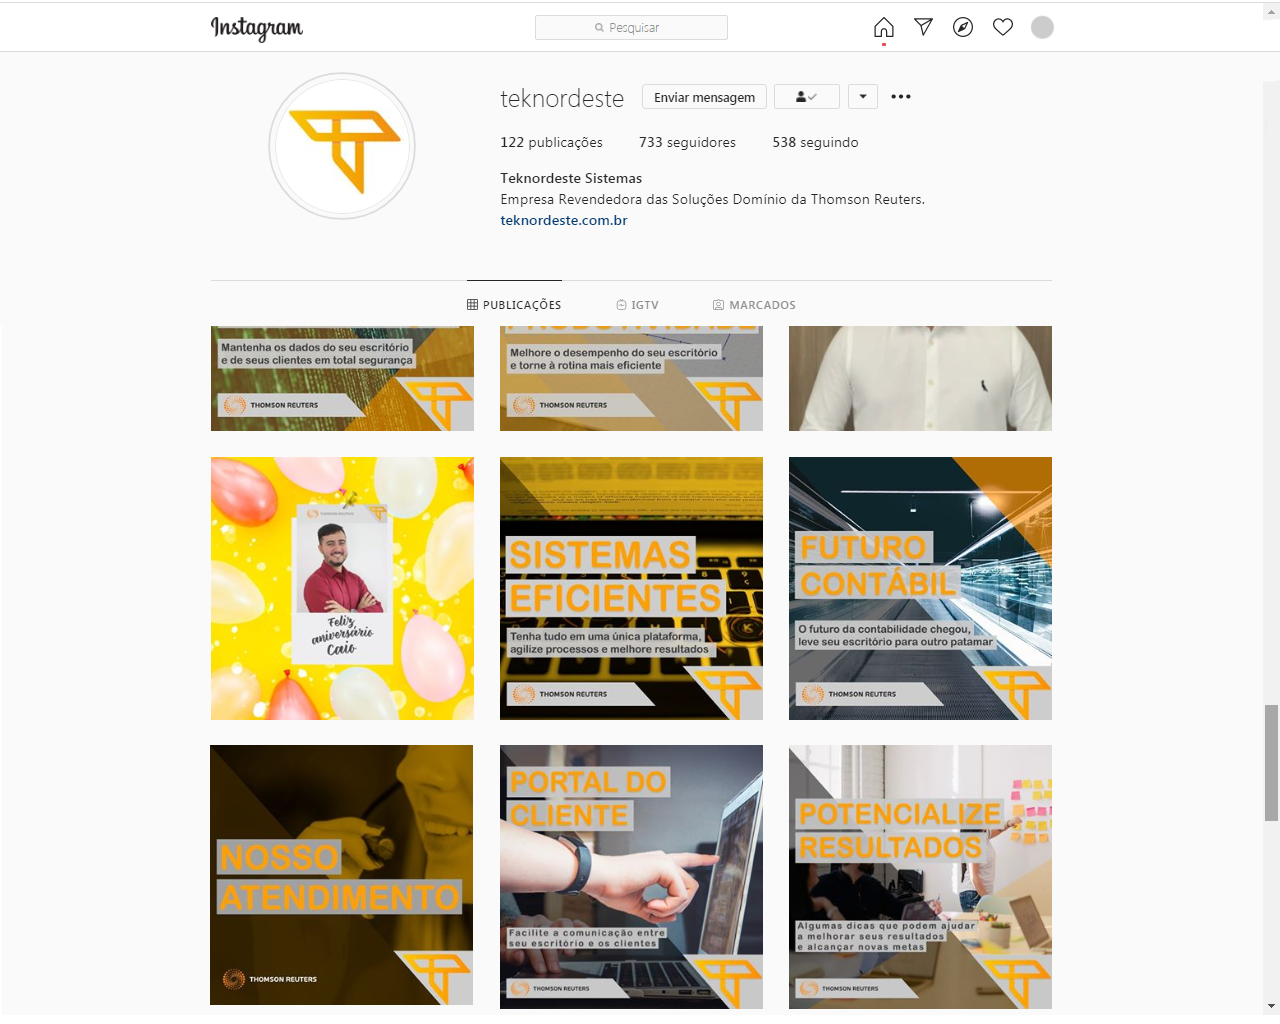 Instagram
Pesquisar
teknordeste
Enviar mensagem
122 publicações
733 seguidores
538 seguindo
Teknordeste Sistemas
Empresa Revendedora das Soluções Domínio da Thomson Reuters.
teknordeste.com.br
PUBLICAÇÕES
IGTV
MARCADOS
Mantenha os dados do seu escritório
e de seus clientes em total segurança
THOMSON REUTERS
PRODUTIVIDADE
Melhore o desempenho do seu escritório
e torne à rotina mais eficiente
THOMSON REUTERS
THOMSON REUTERS
Feliz
aniversário
Caio
SISTEMAS
EFICIENTES
Tenha tudo em uma única plataforma,
agilize processos e melhore resultados
THOMSON REUTERS
FUTURO
CONTÁBIL
O futuro da contabilidade chegou,
leve seu escritório para outro patamar
THOMSON REUTERS
NOSSO
ATENDIMENTO
THOMSON REUTERS
PORTAL DO
CLIENTE
Facilite a comunicação entre
seu escritório e os clientes
THOMSON REUTERS
POTENCIALIZE
RESULTADOS
Algumas dicas que podem ajudar
a melhorar seus resultados
e alcançar novas metas
THOMSON REUTERS